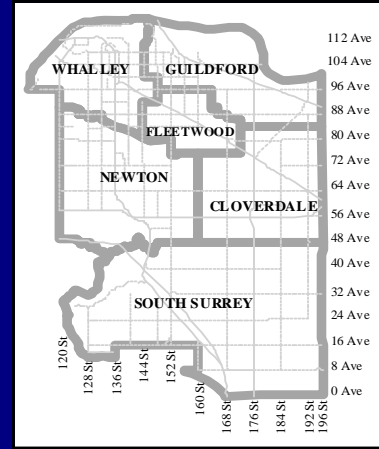 112 Ave
104 Ave
WHALLEY
GUILDFORD
96 Ave
88 Ave
FLEETWOOD
80 Ave
72 Ave
NEWTON
64 Ave
CLOVERDALE
56 Ave
48 Ave
40 Ave
SOUTH SURREY
32 Ave
24 Ave
16 Ave
8 Ave
0 Ave
120 St
128 St
136 St
144 St
152 St
160 St
168 St
176 St
184 St
192 St
196 St